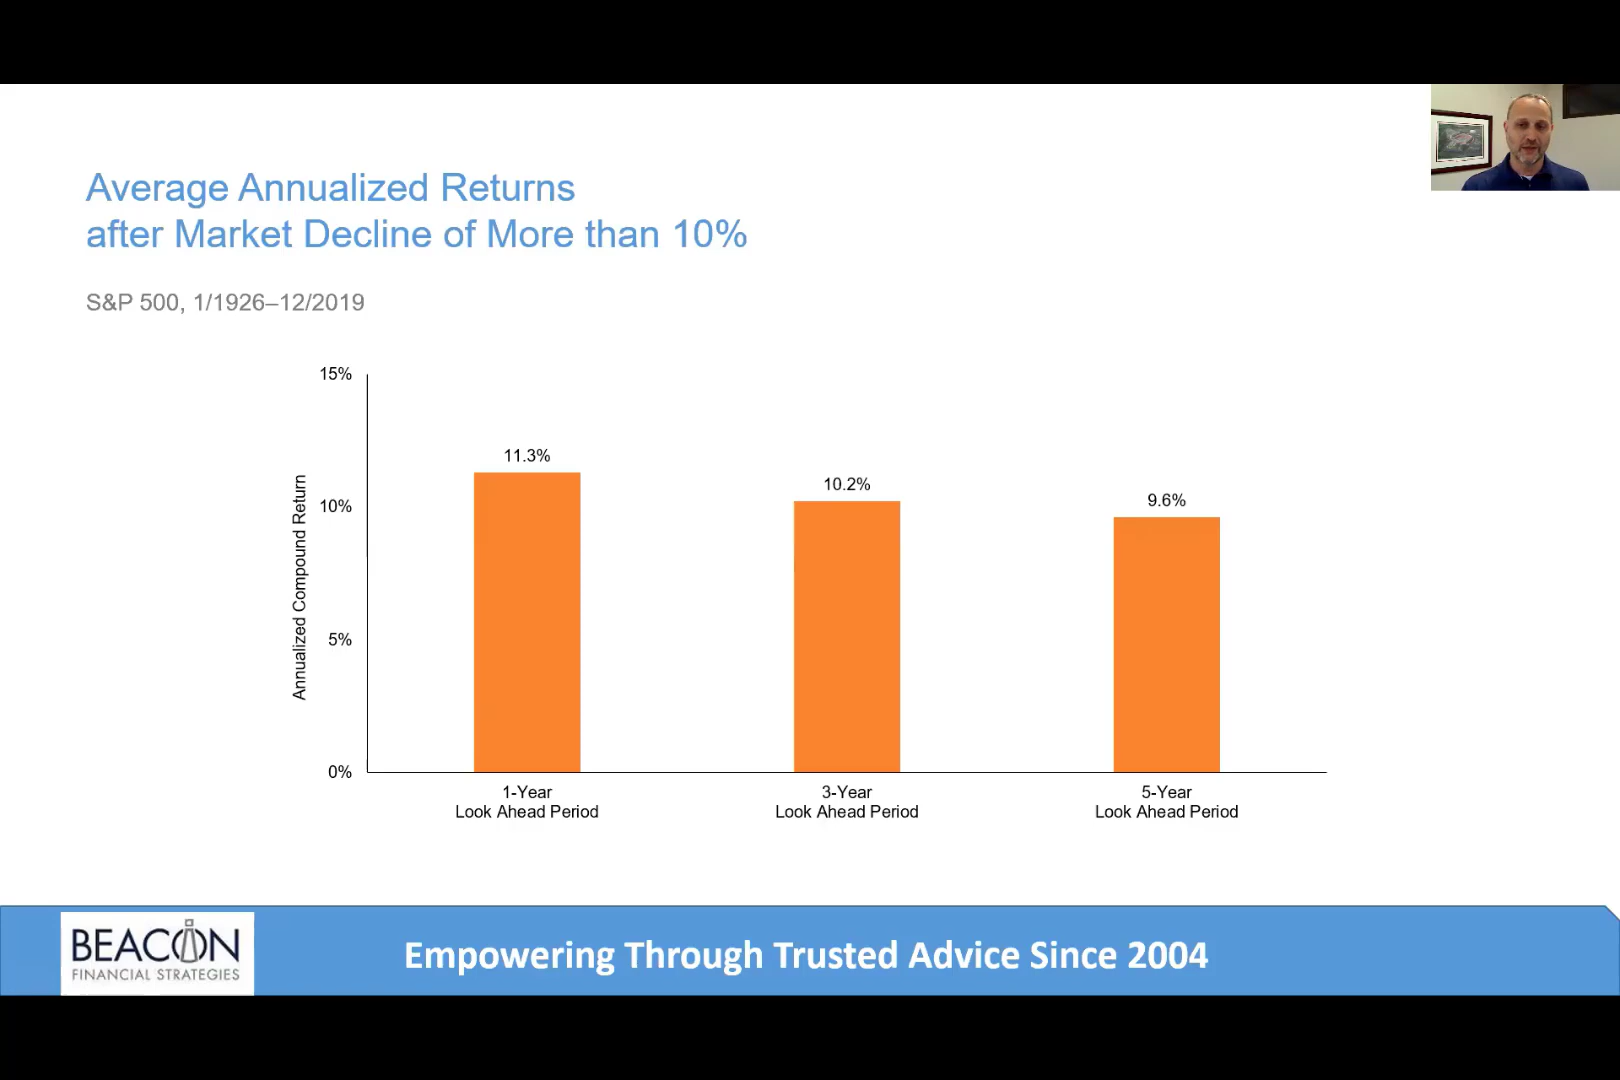 Average Annualized Returns
after Market Decline of More than 10%
S&P 500, 1/1926–12/2019
15%
10%
5%
0%
Annualized Compound Return
11.3%
10.2%
9.6%
1-Year
Look Ahead Period
3-Year
Look Ahead Period
5-Year
Look Ahead Period
BEACON
FINANCIAL STRATEGIES
Empowering Through Trusted Advice Since 2004